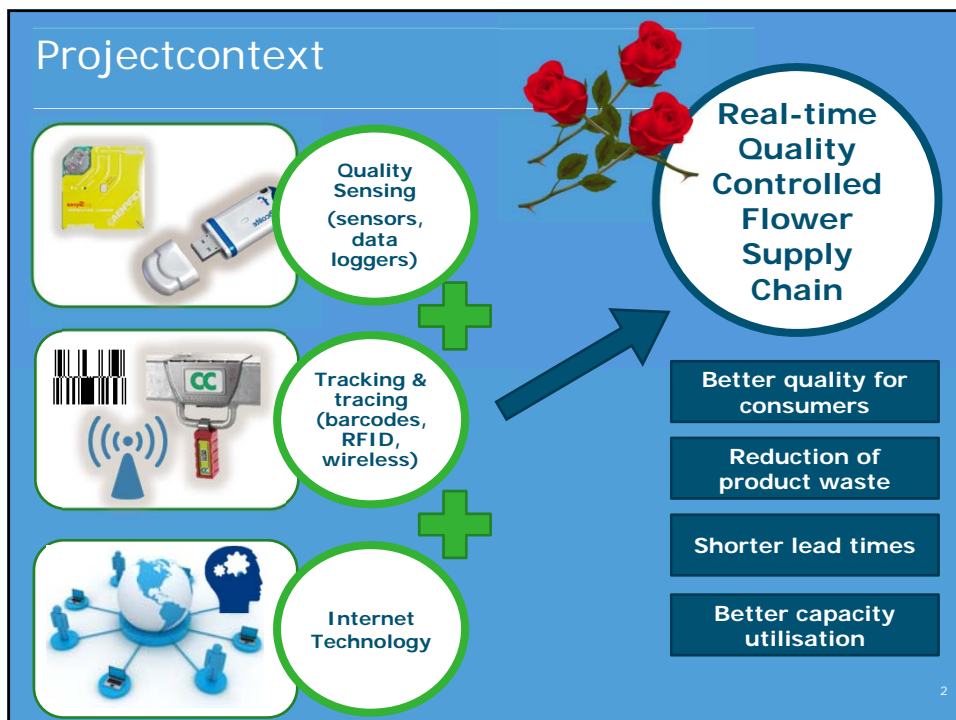 Projectcontext
Quality
Sensing
(sensors,
data
loggers)
Tracking &
tracing
(barcodes,
RFID,
wireless)
CC
Internet
Technology
Real-time
Quality
Controlled
Flower
Supply
Chain
Better quality for
consumers
Reduction of
product waste
Shorter lead times
Better capacity
utilisation
2